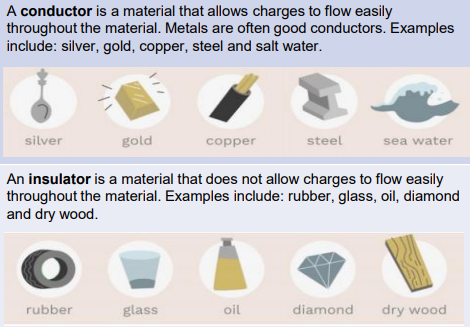 A conductor is a material that allows charges to flow easily
throughout the material. Metals are often good conductors. Examples
include: silver, gold, copper, steel and salt water.
silver gold copper steel sea water
An insulator is a material that does not allow charges to flow easily
throughout the material. Examples include: rubber, glass, oil, diamond
and dry wood.
rubber glass oil diamond dry wood